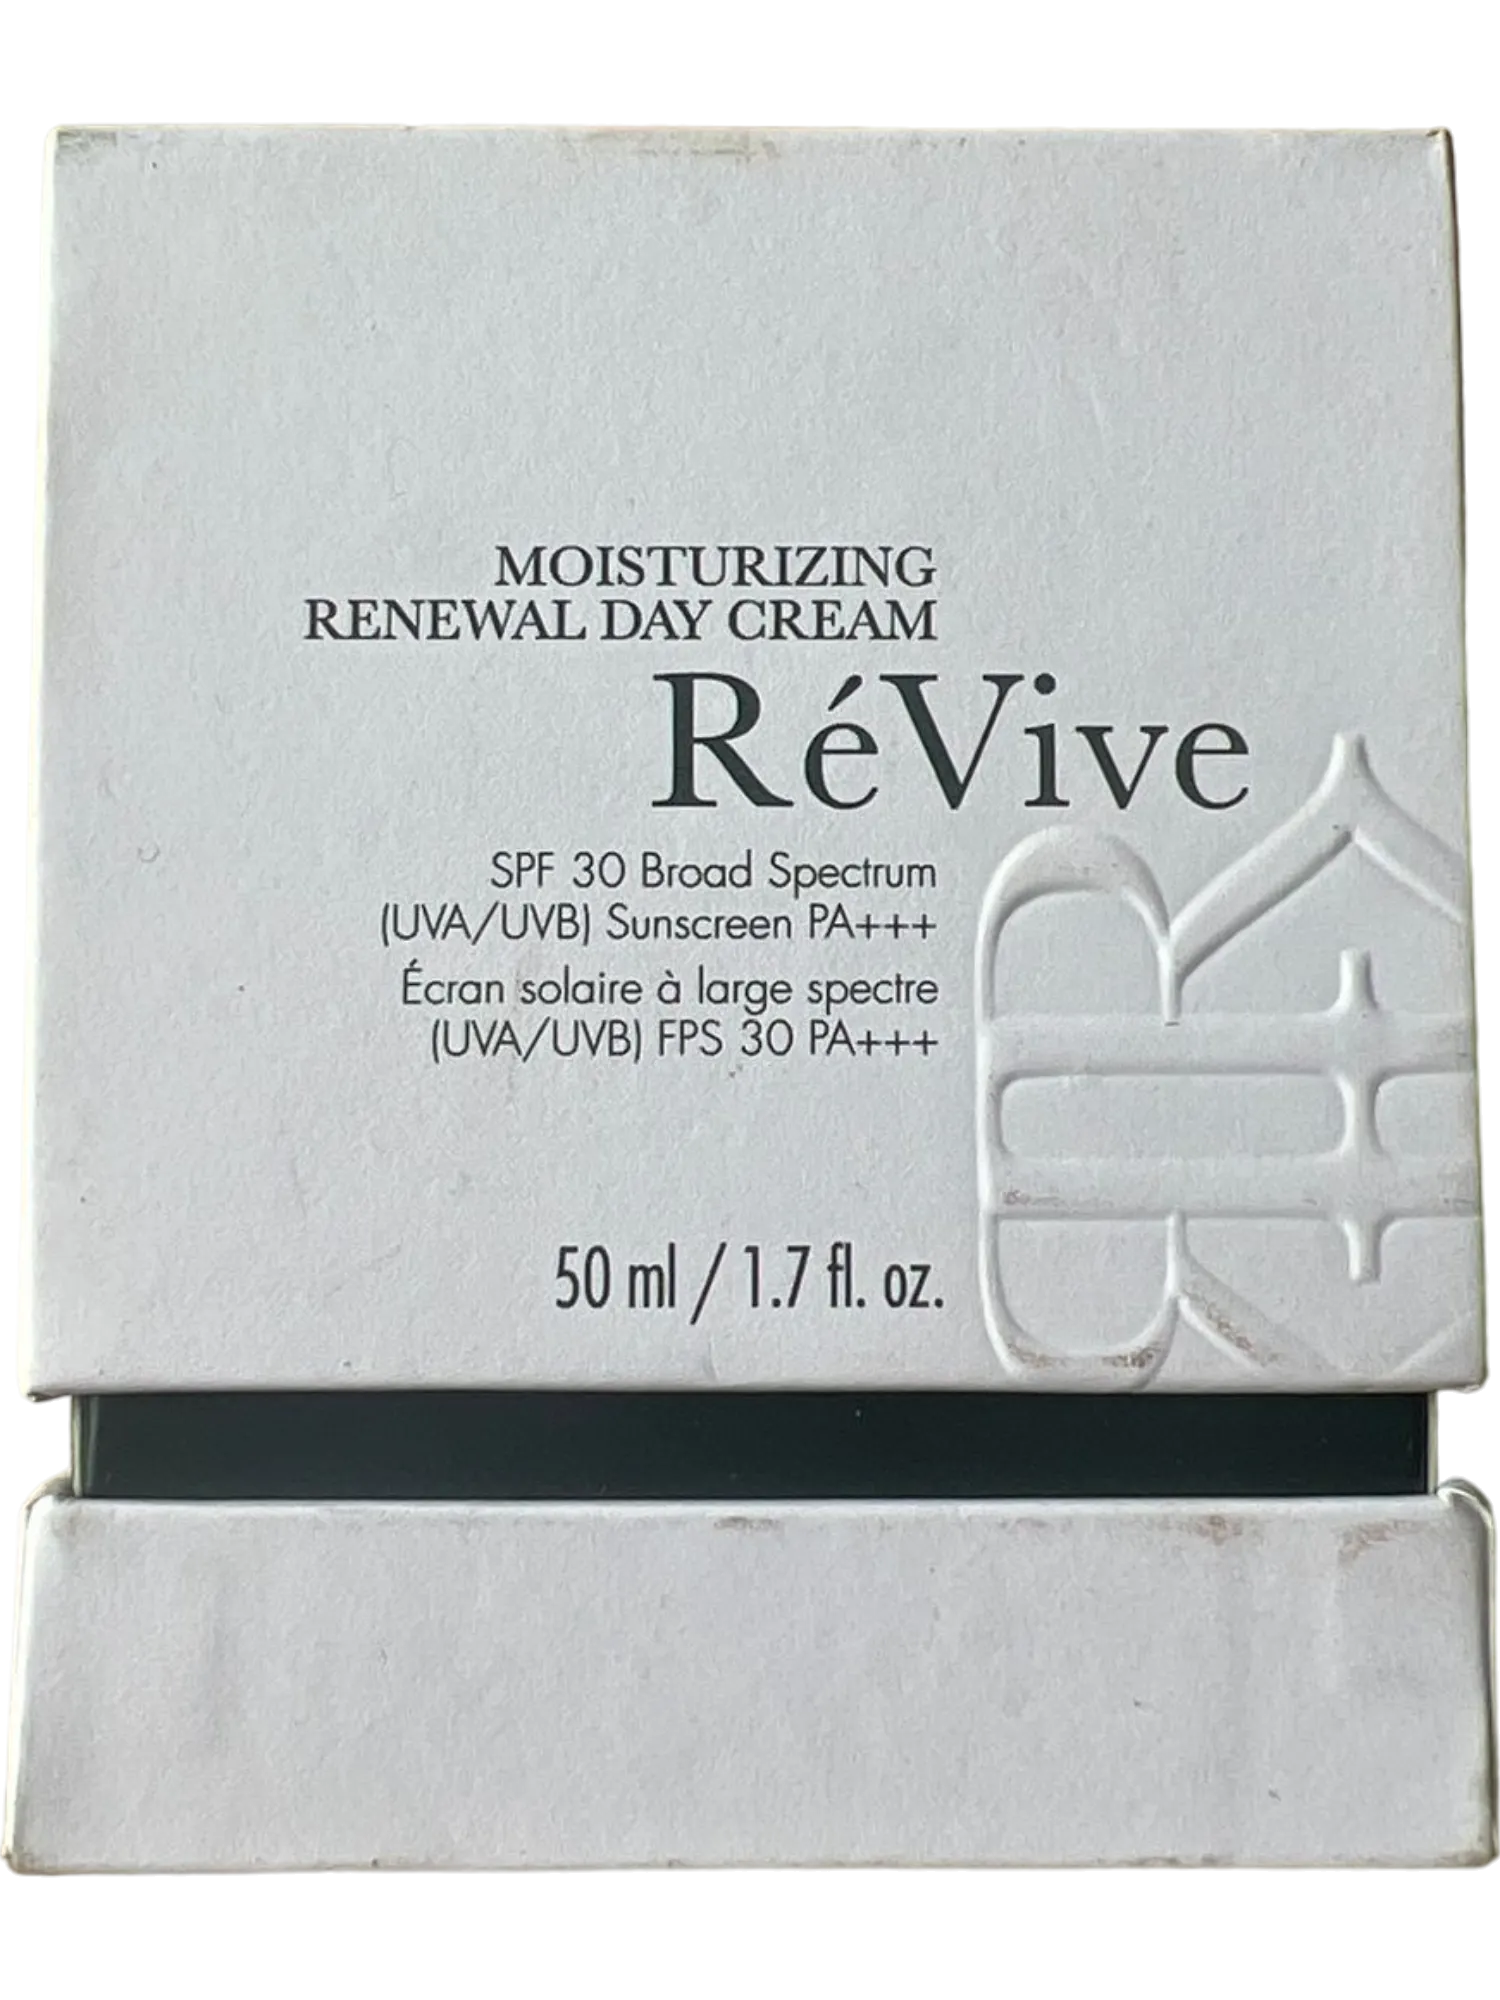 MOISTURIZING
RENEWAL DAY CREAM
RéVive
SPF 30 Broad Spectrum
(UVA/UVB) Sunscreen PA+++
Écran solaire à large spectre
(UVA/UVB) FPS 30 PA+++
50 ml / 1.7 fl. oz.